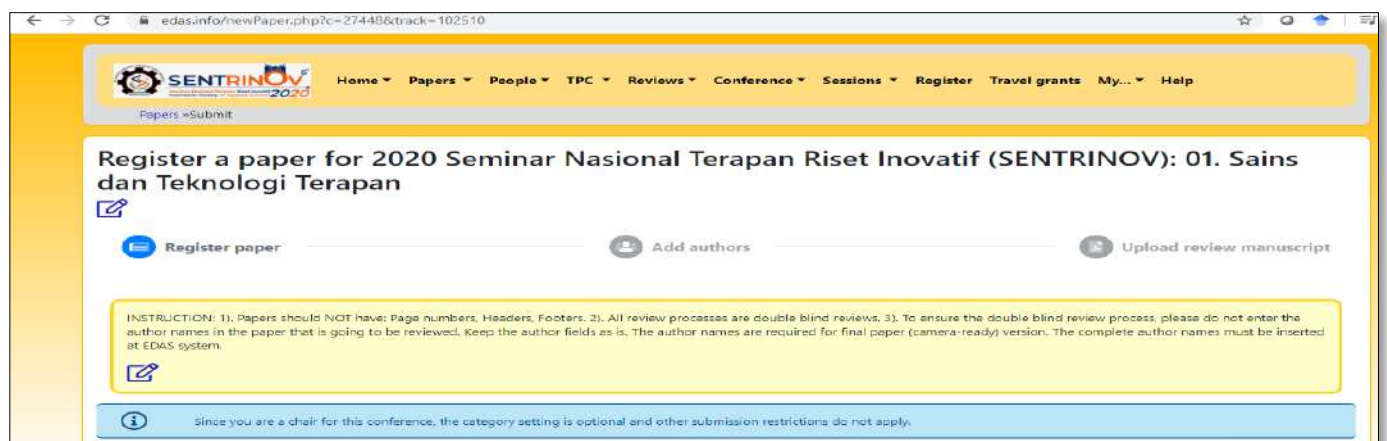 edas.info/newPaper.php?c=27448&track=102510
SENTRINOV
2020
Home Papers People TPC Reviews Conference Sessions Register Travel grants My... Help
Papers »Submit
Register a paper for 2020 Seminar Nasional Terapan Riset Inovatif (SENTRINOV): 01. Sains
dan Teknologi Terapan
Register paper Add authors Upload review manuscript
INSTRUCTION: 1). Papers should NOT have: Page numbers, Headers, Footers. 2). All review processes are double blind reviews. 3). To ensure the double blind review process, please do not enter the
author names in the paper that is going to be reviewed. Keep the author fields as is. The author names are required for final paper (camera-ready) version. The complete author names must be inserted
at EDAS system.
Since you are a chair for this conference, the category setting is optional and other submission restrictions do not apply.